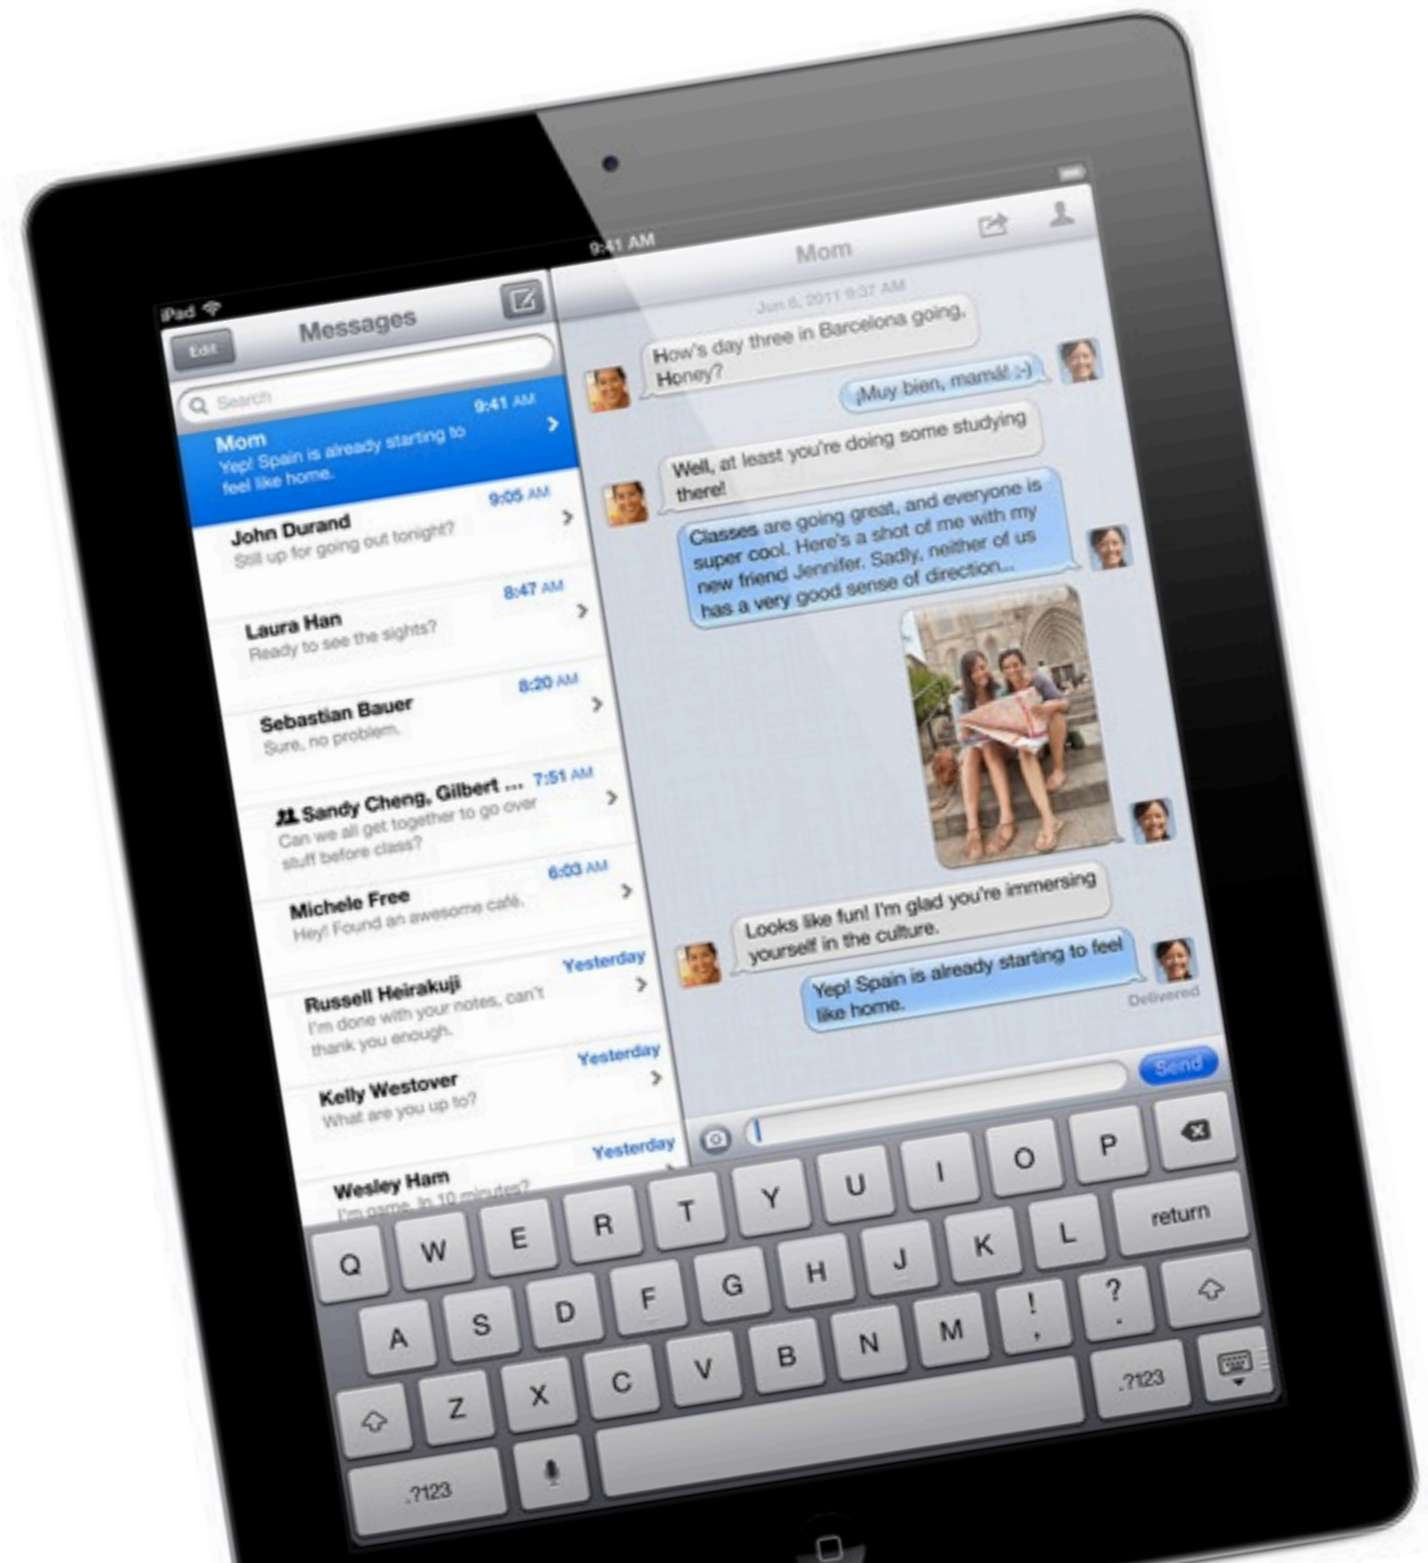 iPad
9:41 AM
Edit
Messages
Search
9:41 AM
Mom
Yep! Spain is already starting to
feel like home.
9:05 AM
John Durand
Still up for going out tonight?
8:47 AM
Laura Han
Ready to see the sights?
8:20 AM
Sebastian Bauer
Sure, no problem.
Sandy Cheng, Gilbert ... 7:51 AM
Can we all get together to go over
stuff before class?
6:03 AM
Michele Free
Hey! Found an awesome café.
Yesterday
Russell Heirakuji
I'm done with your notes, can't
thank you enough.
Yesterday
Kelly Westover
What are you up to?
Yesterday
Wesley Ham
I'm game. In 10 minutes?
Mom
Jun 6, 2011 9:37 AM
How's day three in Barcelona going,
Honey?
¡Muy bien, mamá! ;-)
Well, at least you're doing some studying
there!
Classes are going great, and everyone is
super cool. Here's a shot of me with my
new friend Jennifer. Sadly, neither of us
has a very good sense of direction...
Looks like fun! I'm glad you're immersing
yourself in the culture.
Yep! Spain is already starting to feel
like home.
Delivered
Send
Q W E R T Y U I O P
A S D F G H J K L return
Z X C V B N M ! , ? .
.?123 .?123